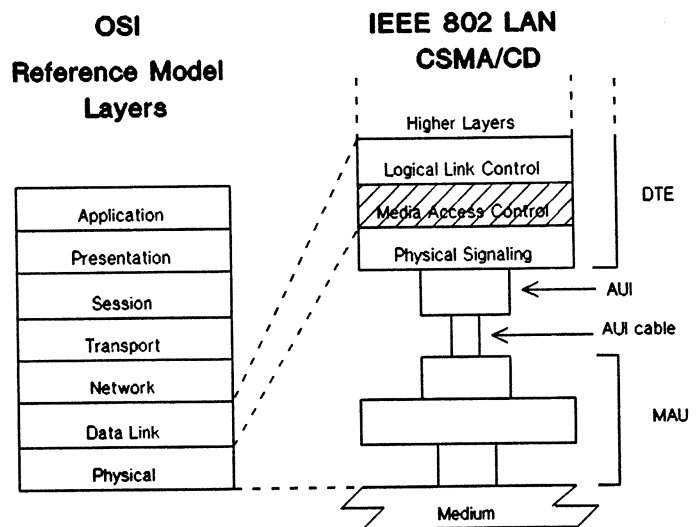 OSI
Reference Model
Layers
Application
Presentation
Session
Transport
Network
Data Link
Physical
IEEE 802 LAN
CSMA/CD
Higher Layers
Logical Link Control
Media Access Control
Physical Signaling
Medium
DTE
AUI
AUI cable
MAU